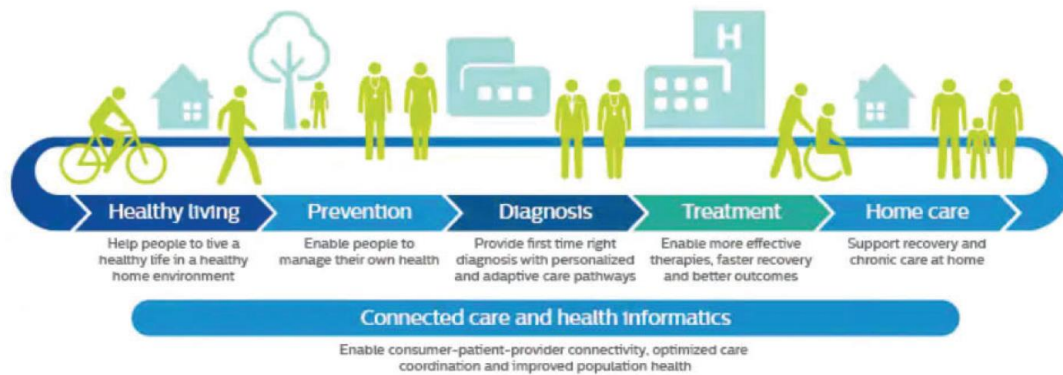 H
Healthy living
Prevention
Diagnosis
Treatment
Home care
Help people to live a
healthy life in a healthy
home environment
Enable people to
manage their own health
Provide first time right
diagnosis with personalized
and adaptive care pathways
Enable more effective
therapies, faster recovery
and better outcomes
Support recovery and
chronic care at home
Connected care and health informatics
Enable consumer-patient-provider connectivity, optimized care
coordination and improved population health